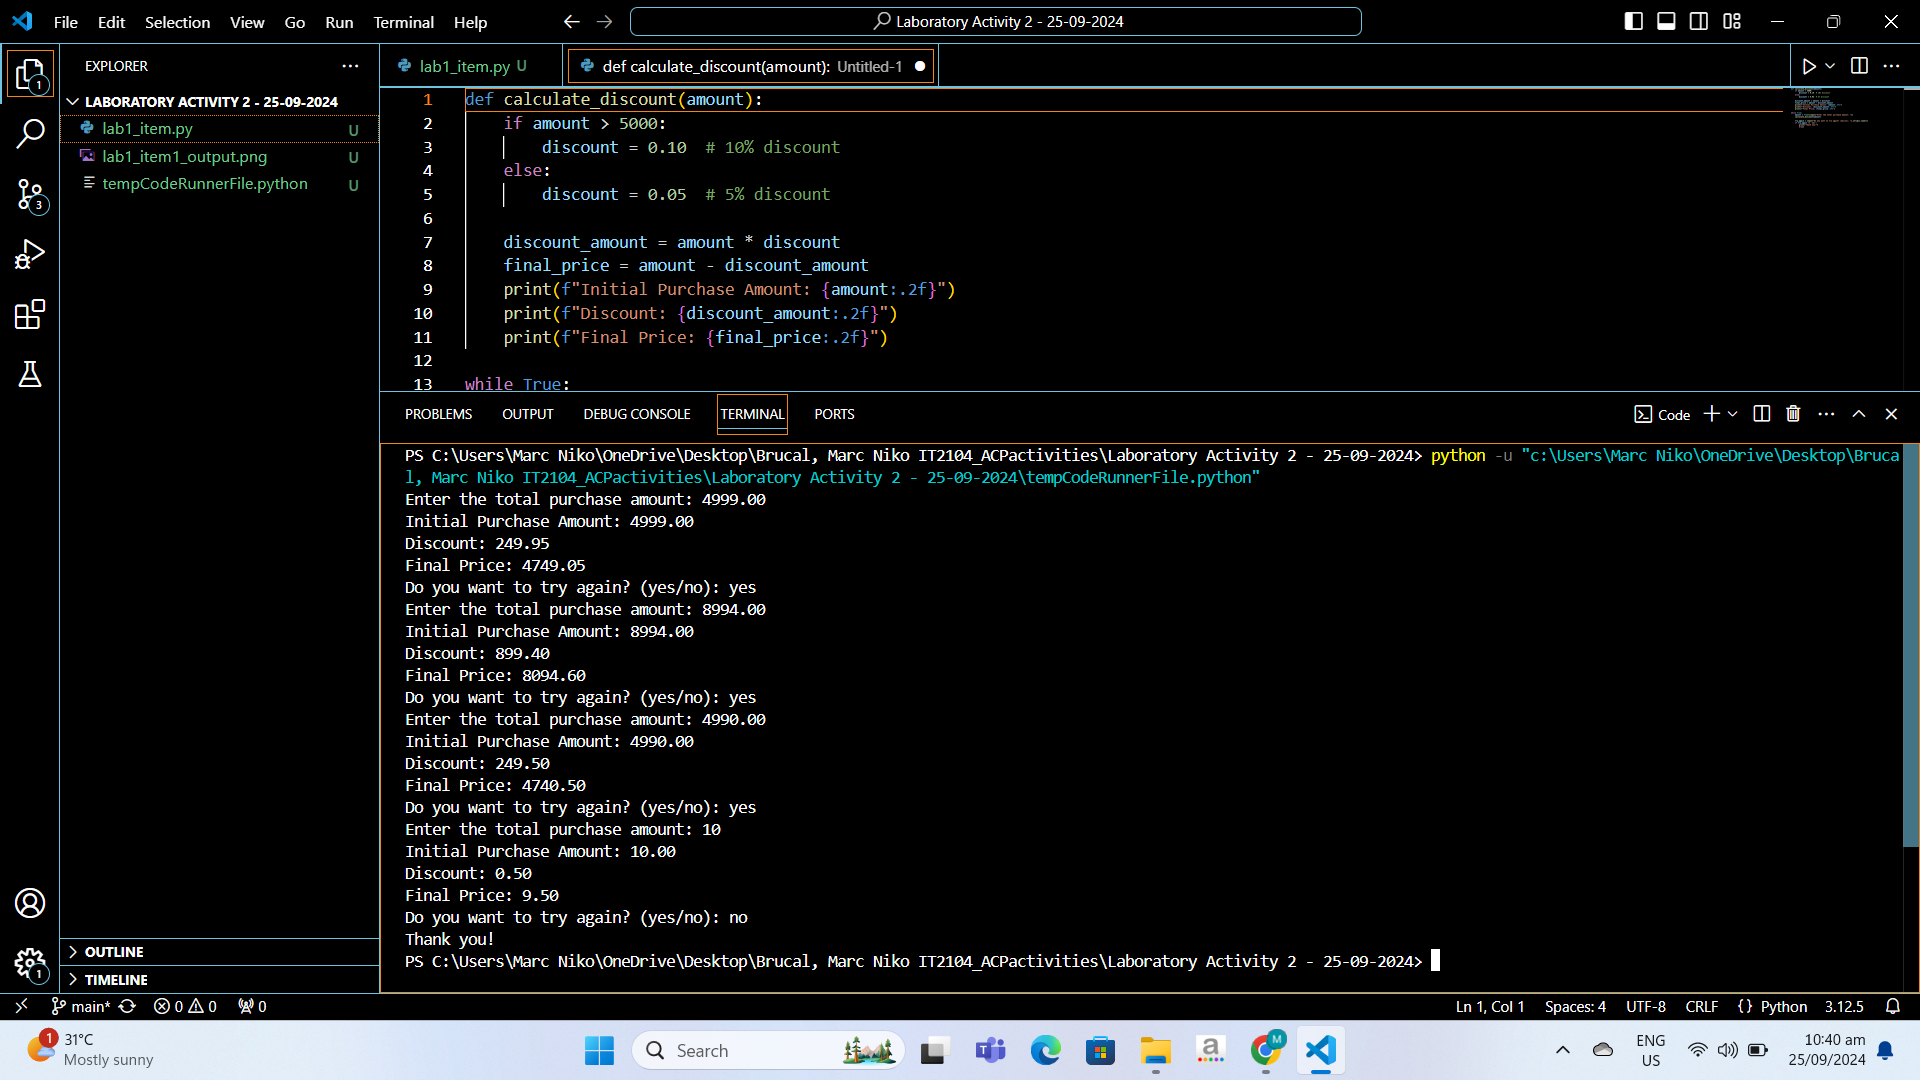 File Edit Selection View Go Run Terminal Help
Laboratory Activity 2 - 25-09-2024
EXPLORER
LABORATORY ACTIVITY 2 - 25-09-2024
lab1_item.py U
lab1_item1_output.png U
tempCodeRunnerFile.python U
OUTLINE
TIMELINE
1
3
1
lab1_item.py U
def calculate_discount(amount): Untitled-1
1 def calculate_discount(amount):
2 if amount > 5000:
3 discount = 0.10 # 10% discount
4 else:
5 discount = 0.05 # 5% discount
6
7 discount_amount = amount * discount
8 final_price = amount - discount_amount
9 print(f"Initial Purchase Amount: {amount:.2f}")
10 print(f"Discount: {discount_amount:.2f}")
11 print(f"Final Price: {final_price:.2f}")
12
13 while True:
PROBLEMS OUTPUT DEBUG CONSOLE TERMINAL PORTS
Code
PS C:\Users\Marc Niko\OneDrive\Desktop\Brucal, Marc Niko IT2104_ACPactivities\Laboratory Activity 2 - 25-09-2024> python -u "c:\Users\Marc Niko\OneDrive\Desktop\Bruca
l, Marc Niko IT2104_ACPactivities\Laboratory Activity 2 - 25-09-2024\tempCodeRunnerFile.python"
Enter the total purchase amount: 4999.00
Initial Purchase Amount: 4999.00
Discount: 249.95
Final Price: 4749.05
Do you want to try again? (yes/no): yes
Enter the total purchase amount: 8994.00
Initial Purchase Amount: 8994.00
Discount: 899.40
Final Price: 8094.60
Do you want to try again? (yes/no): yes
Enter the total purchase amount: 4990.00
Initial Purchase Amount: 4990.00
Discount: 249.50
Final Price: 4740.50
Do you want to try again? (yes/no): yes
Enter the total purchase amount: 10
Initial Purchase Amount: 10.00
Discount: 0.50
Final Price: 9.50
Do you want to try again? (yes/no): no
Thank you!
PS C:\Users\Marc Niko\OneDrive\Desktop\Brucal, Marc Niko IT2104_ACPactivities\Laboratory Activity 2 - 25-09-2024>
main* 0 0 0
Ln 1, Col 1 Spaces: 4 UTF-8 CRLF {} Python 3.12.5
1
31°C
Mostly sunny
Search
a
M
ENG
US
10:40 am
25/09/2024